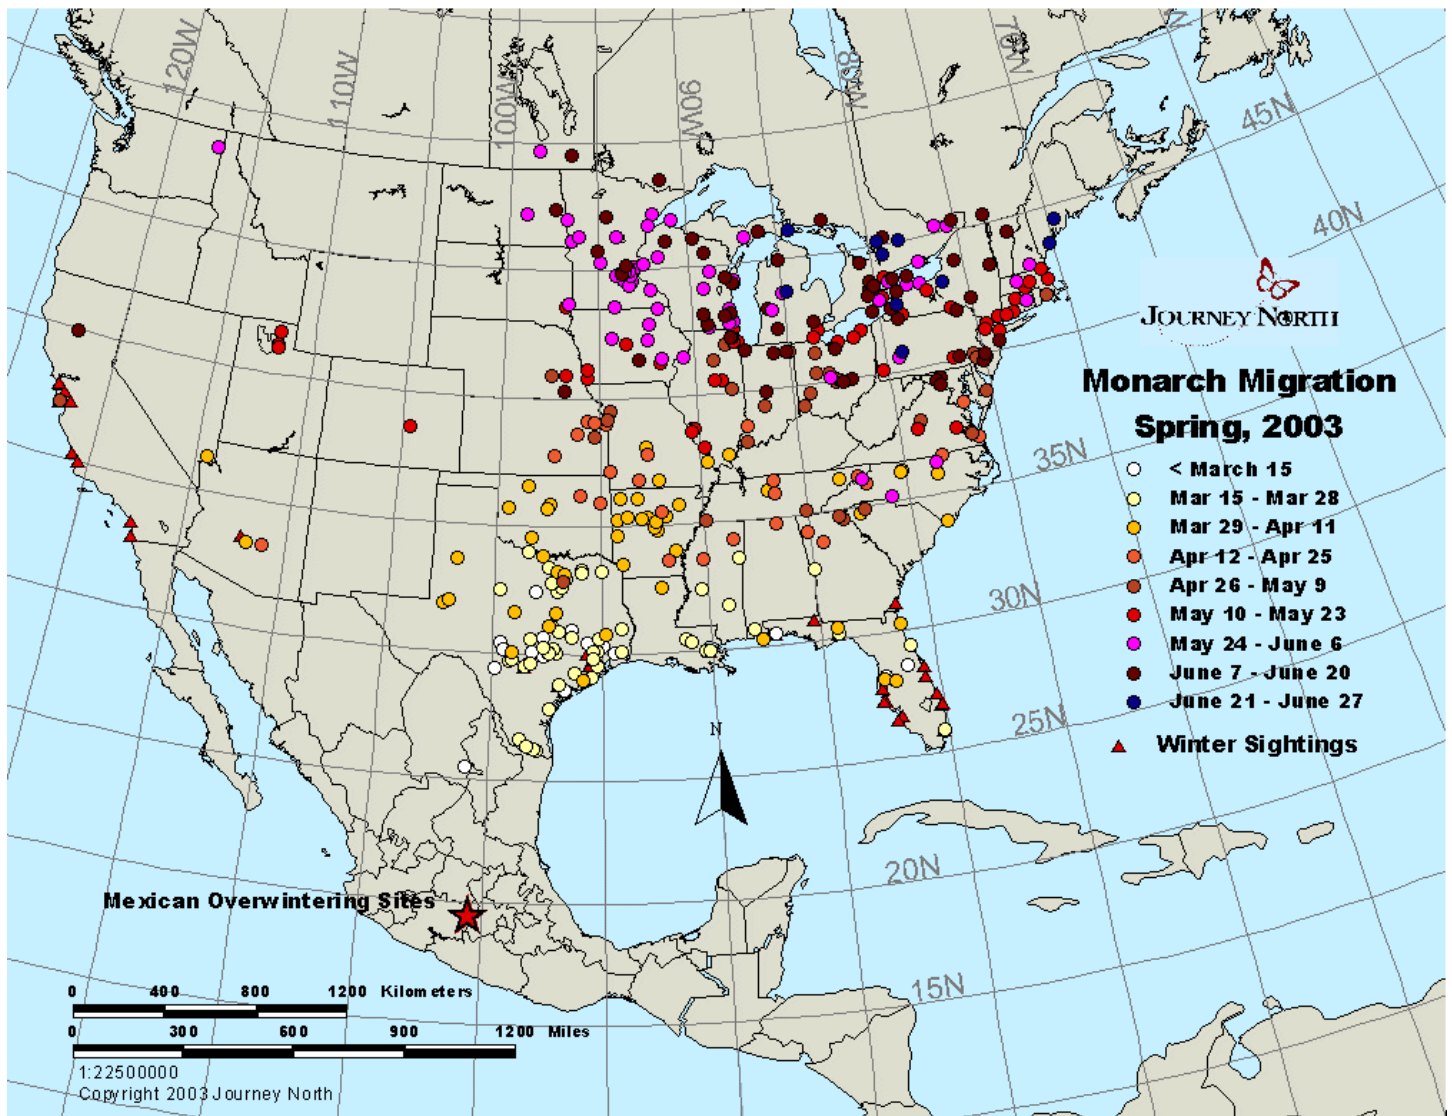 120W
110W
100W
90W
80W
70W
W
45N
40N
JOURNEY NORTH
Monarch Migration
Spring, 2003
< March 15
Mar 15 - Mar 28
Mar 29 - Apr 11
Apr 12 - Apr 25
Apr 26 - May 9
May 10 - May 23
May 24 - June 6
June 7 - June 20
June 21 - June 27
Winter Sightings
35N
30N
25N
N
20N
Mexican Overwintering Sites
15N
0 400 800 1200 Kilometers
0 300 600 900 1200 Miles
1:22500000
Copyright 2003 Journey North